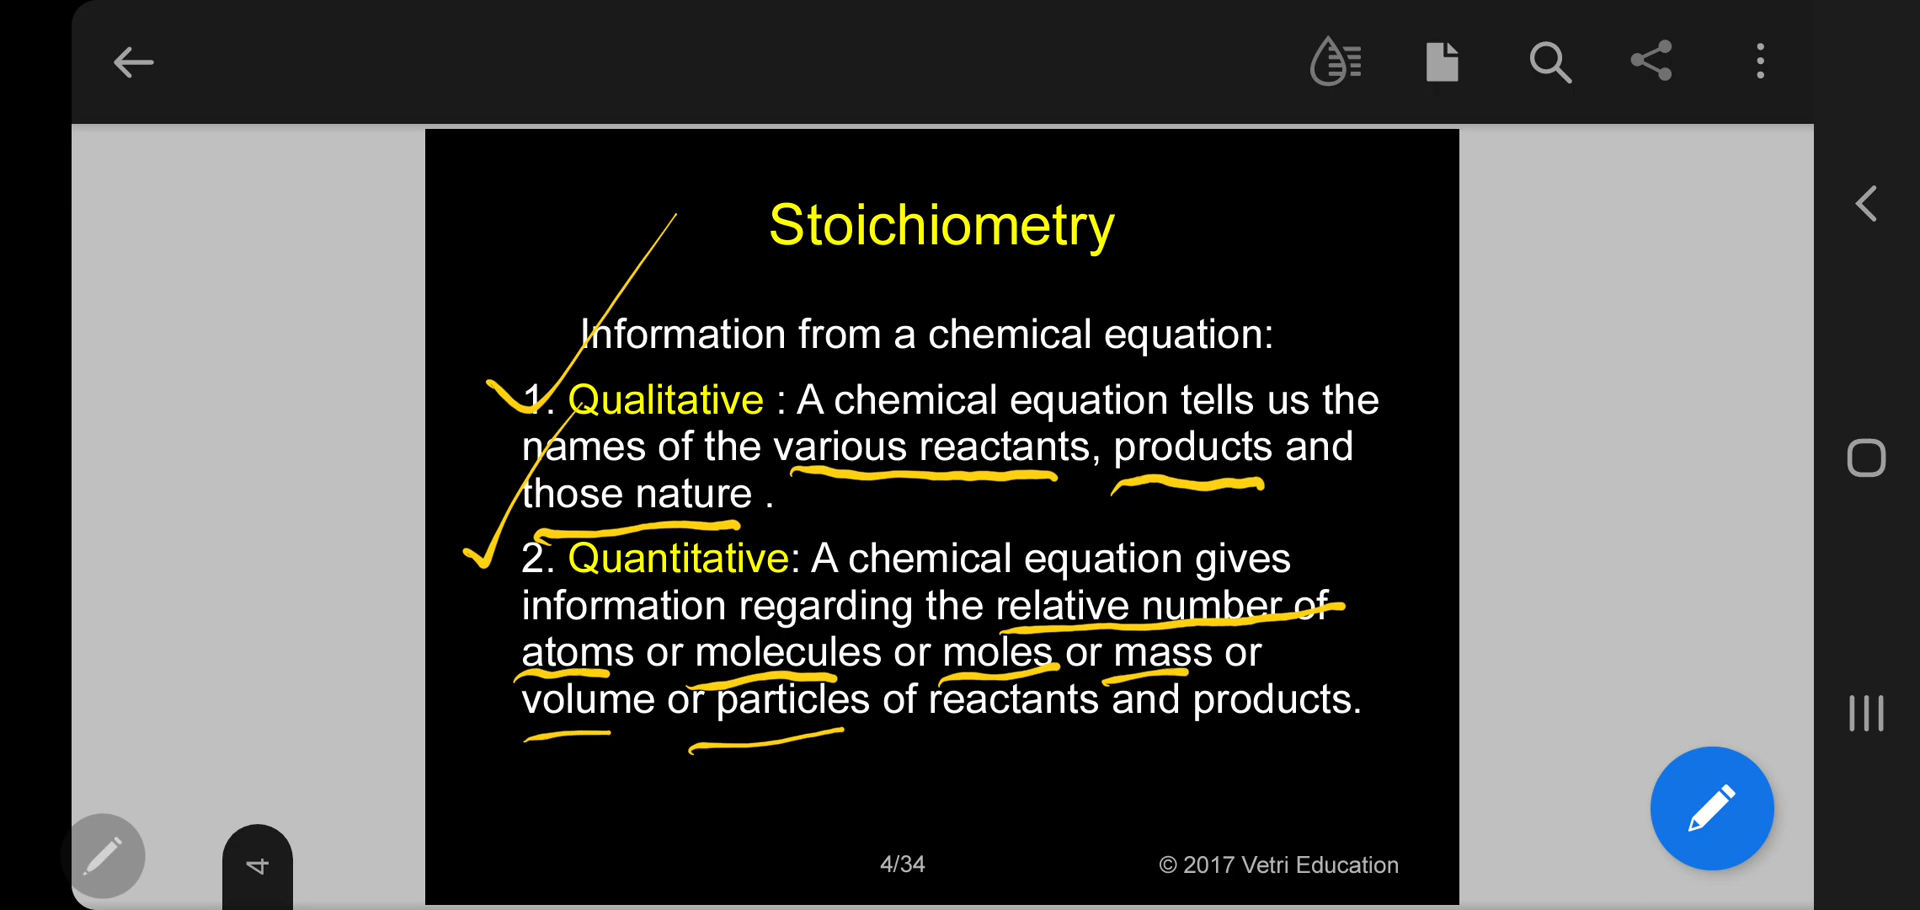 Stoichiometry
Information from a chemical equation:
1. Qualitative : A chemical equation tells us the
names of the various reactants, products and
those nature .
2. Quantitative: A chemical equation gives
information regarding the relative number of
atoms or molecules or moles or mass or
volume or particles of reactants and products.
4/34
© 2017 Vetri Education
4